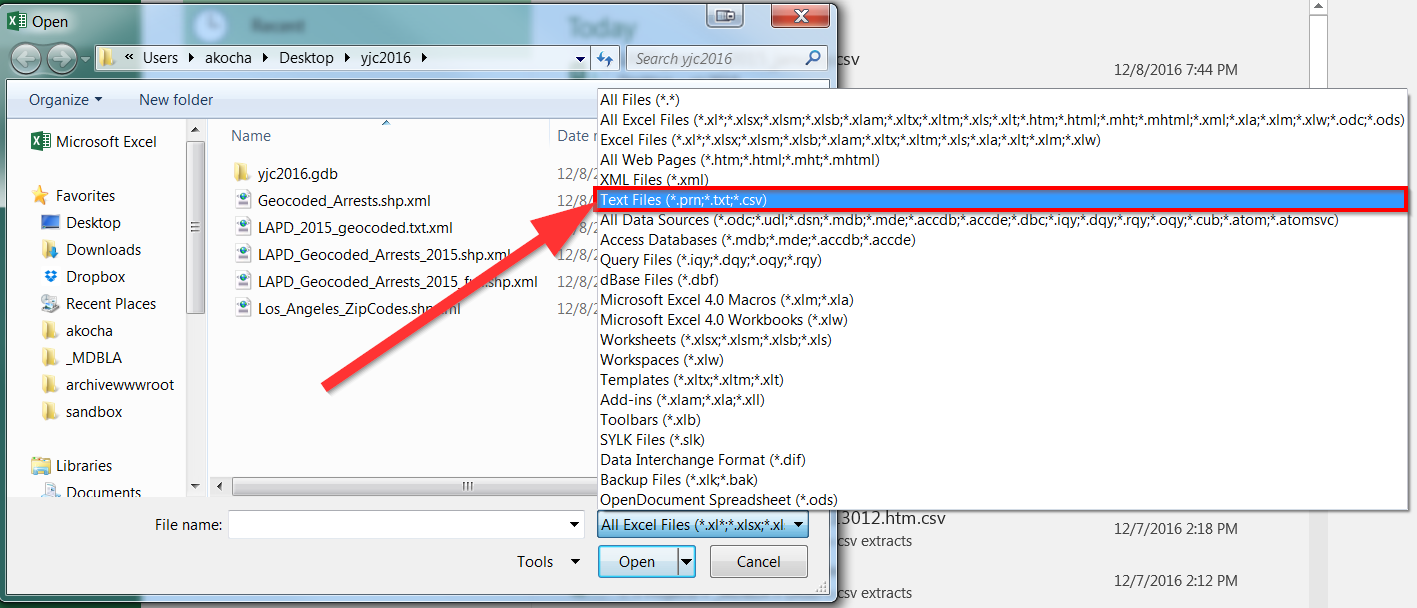 Open
Recent
Today
« Users akocha Desktop yjc2016
Search yjc2016
csv
12/8/2016 7:44 PM
Organize New folder
Microsoft Excel
Favorites
Desktop
Downloads
Dropbox
Recent Places
akocha
_MDBLA
archivewwwroot
sandbox
Libraries
Documents
Name Date
yjc2016.gdb 12/8/
Geocoded_Arrests.shp.xml 12/8/
LAPD_2015_geocoded.txt.xml
LAPD_Geocoded_Arrests_2015.shp.xml 12/8/
LAPD_Geocoded_Arrests_2015_ .shp.xml 12/8/
Los_Angeles_ZipCodes.shp.xml 12/8/
All Files (*.*)
All Excel Files (*.xl*;*.xlsx;*.xlsm;*.xlsb;*.xlam;*.xltx;*.xltm;*.xls;*.xlt;*.htm;*.html;*.mht;*.mhtml;*.xml;*.xla;*.xlm;*.xlw;*.odc;*.ods)
Excel Files (*.xl*;*.xlsx;*.xlsm;*.xlsb;*.xlam;*.xltx;*.xltm;*.xls;*.xla;*.xlt;*.xlm;*.xlw)
All Web Pages (*.htm;*.html;*.mht;*.mhtml)
XML Files (*.xml)
Text Files (*.prn;*.txt;*.csv)
All Data Sources (*.odc;*.udl;*.dsn;*.mdb;*.mde;*.accdb;*.accde;*.dbc;*.iqy;*.dqy;*.rqy;*.oqy;*.cub;*.atom;*.atomsvc)
Access Databases (*.mdb;*.mde;*.accdb;*.accde)
Query Files (*.iqy;*.dqy;*.oqy;*.rqy)
dBase Files (*.dbf)
Microsoft Excel 4.0 Macros (*.xlm;*.xla)
Microsoft Excel 4.0 Workbooks (*.xlw)
Worksheets (*.xlsx;*.xlsm;*.xlsb;*.xls)
Workspaces (*.xlw)
Templates (*.xltx;*.xltm;*.xlt)
Add-ins (*.xlam;*.xla;*.xll)
Toolbars (*.xlb)
SYLK Files (*.slk)
Data Interchange Format (*.dif)
Backup Files (*.xlk;*.bak)
OpenDocument Spreadsheet (*.ods)
File name: All Excel Files (*.xl*;*.xlsx;*.xl
Tools Open Cancel
3012.htm.csv
csv extracts
12/7/2016 2:18 PM
12/7/2016 2:12 PM
csv extracts